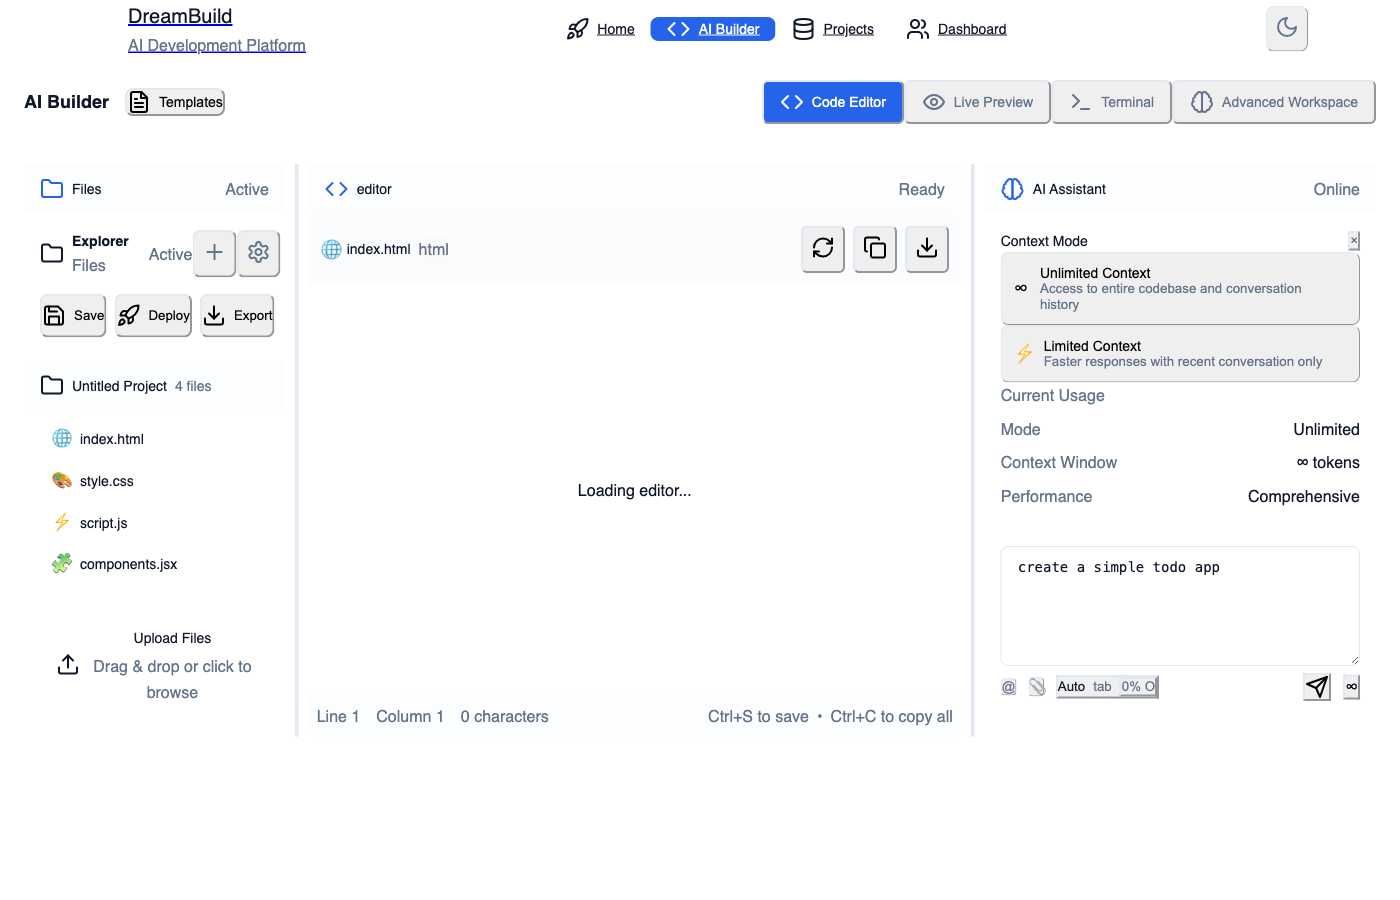 DreamBuild
AI Development Platform
Home
AI Builder
Projects
Dashboard
AI Builder
Templates
Code Editor
Live Preview
Terminal
Advanced Workspace
Files
Active
Explorer
Files
Active
Save
Deploy
Export
Untitled Project 4 files
index.html
style.css
script.js
components.jsx
Upload Files
Drag & drop or click to
browse
editor
Ready
index.html html
Loading editor...
Line 1 Column 1 0 characters
Ctrl+S to save • Ctrl+C to copy all
AI Assistant
Online
Context Mode
×
∞
Unlimited Context
Access to entire codebase and conversation
history
Limited Context
Faster responses with recent conversation only
Current Usage
Mode Unlimited
Context Window ∞ tokens
Performance Comprehensive
create a simple todo app
@
Auto tab 0% O
∞